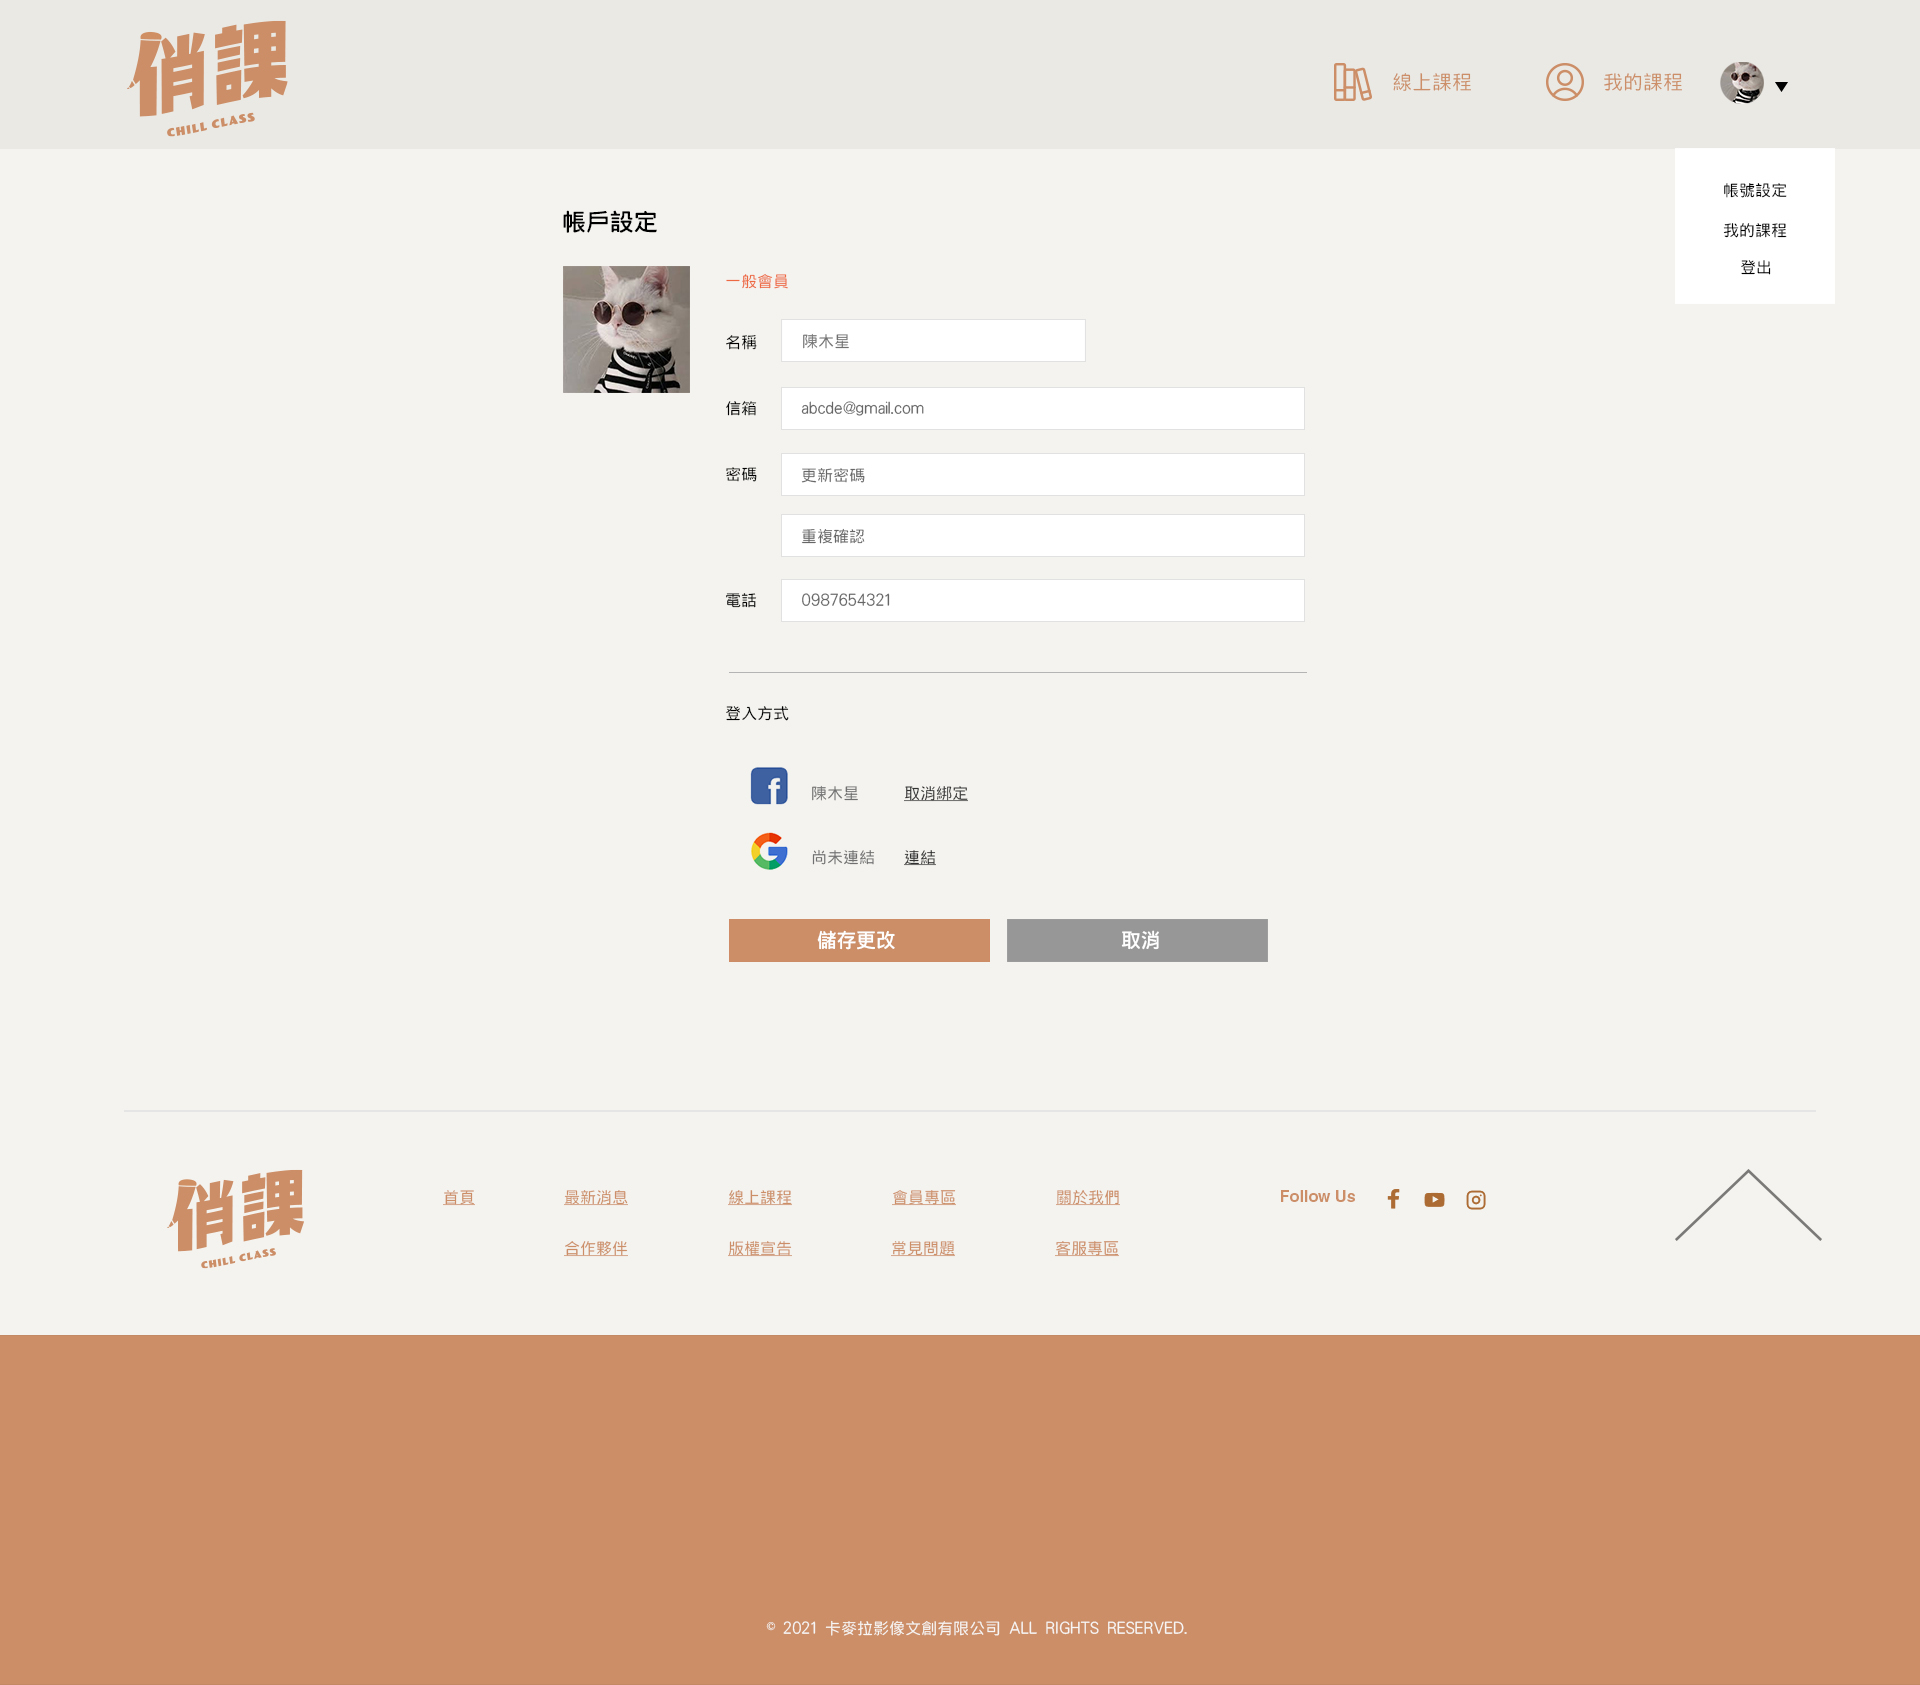 俏課
CHILL CLASS
線上課程
我的課程
帳號設定
我的課程
登出
帳戶設定
一般會員
名稱
陳木星
信箱
abcde@gmail.com
密碼
更新密碼
重複確認
電話
0987654321
登入方式
陳木星 取消綁定
尚未連結 連結
儲存更改
取消
俏課
CHILL CLASS
首頁 最新消息 線上課程 會員專區 關於我們
合作夥伴 版權宣告 常見問題 客服專區
Follow Us
© 2021 卡麥拉影像文創有限公司 ALL RIGHTS RESERVED.